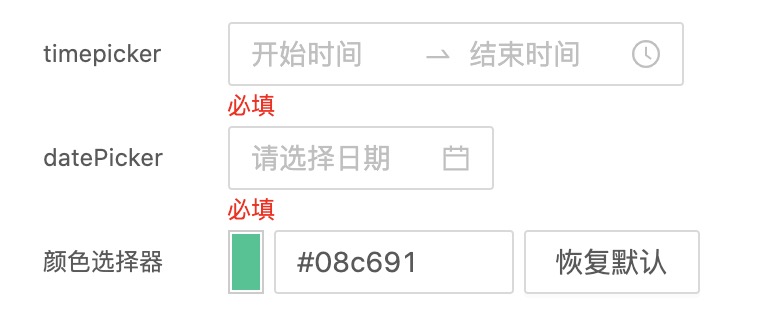 timepicker 开始时间 → 结束时间
必填
datePicker 请选择日期
必填
颜色选择器 #08c691 恢复默认